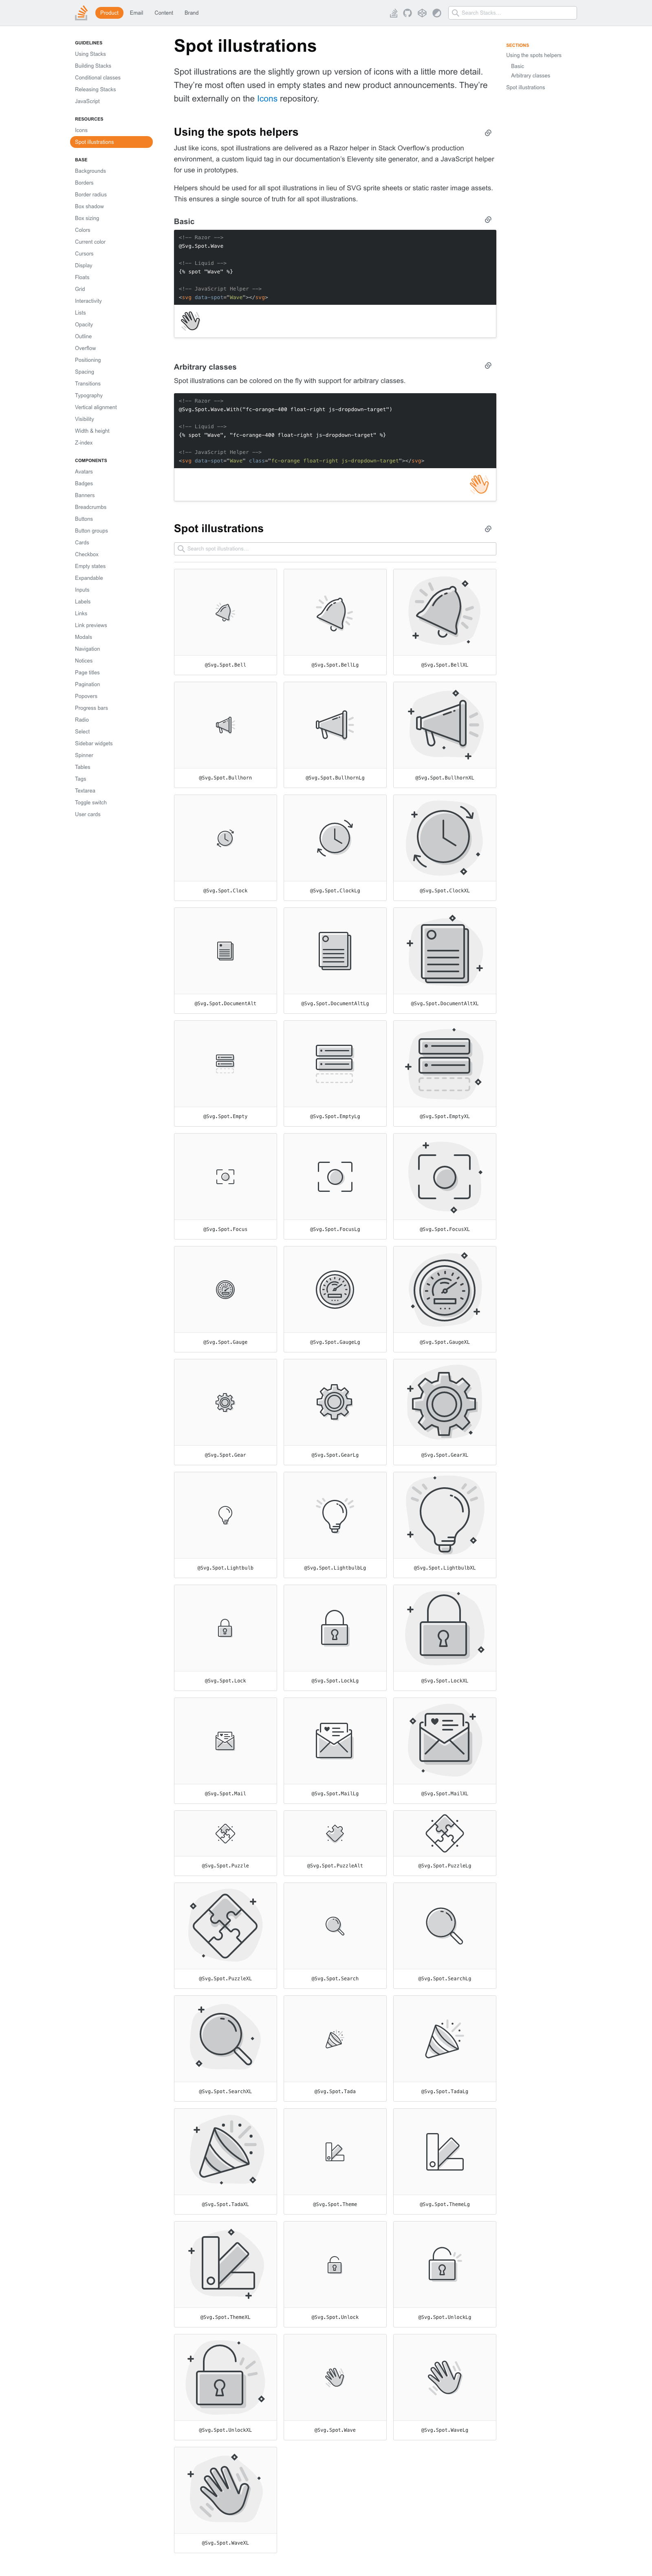 Product Email Content Brand
Search Stacks…
GUIDELINES
Using Stacks
Building Stacks
Conditional classes
Releasing Stacks
JavaScript
RESOURCES
Icons
Spot illustrations
BASE
Backgrounds
Borders
Border radius
Box shadow
Box sizing
Colors
Current color
Cursors
Display
Floats
Grid
Interactivity
Lists
Opacity
Outline
Overflow
Positioning
Spacing
Transitions
Typography
Vertical alignment
Visibility
Width & height
Z-index
COMPONENTS
Avatars
Badges
Banners
Breadcrumbs
Buttons
Button groups
Cards
Checkbox
Empty states
Expandable
Inputs
Labels
Links
Link previews
Modals
Navigation
Notices
Page titles
Pagination
Popovers
Progress bars
Radio
Select
Sidebar widgets
Spinner
Tables
Tags
Textarea
Toggle switch
User cards
Spot illustrations
Spot illustrations are the slightly grown up version of icons with a little more detail.
They’re most often used in empty states and new product announcements. They’re
built externally on the Icons repository.
Using the spots helpers
Just like icons, spot illustrations are delivered as a Razor helper in Stack Overflow’s production
environment, a custom liquid tag in our documentation’s Eleventy site generator, and a JavaScript helper
for use in prototypes.
Helpers should be used for all spot illustrations in lieu of SVG sprite sheets or static raster image assets.
This ensures a single source of truth for all spot illustrations.
Basic
<!-- Razor -->
@Svg.Spot.Wave
<!-- Liquid -->
{% spot "Wave" %}
<!-- JavaScript Helper -->
<svg data-spot="Wave"></svg>
Arbitrary classes
Spot illustrations can be colored on the fly with support for arbitrary classes.
<!-- Razor -->
@Svg.Spot.Wave.With("fc-orange-400 float-right js-dropdown-target")
<!-- Liquid -->
{% spot "Wave", "fc-orange-400 float-right js-dropdown-target" %}
<!-- JavaScript Helper -->
<svg data-spot="Wave" class="fc-orange float-right js-dropdown-target"></svg>
Spot illustrations
Search spot illustrations…
@Svg.Spot.Bell
@Svg.Spot.BellLg
@Svg.Spot.BellXL
@Svg.Spot.Bullhorn
@Svg.Spot.BullhornLg
@Svg.Spot.BullhornXL
@Svg.Spot.Clock
@Svg.Spot.ClockLg
@Svg.Spot.ClockXL
@Svg.Spot.DocumentAlt
@Svg.Spot.DocumentAltLg
@Svg.Spot.DocumentAltXL
@Svg.Spot.Empty
@Svg.Spot.EmptyLg
@Svg.Spot.EmptyXL
@Svg.Spot.Focus
@Svg.Spot.FocusLg
@Svg.Spot.FocusXL
@Svg.Spot.Gauge
@Svg.Spot.GaugeLg
@Svg.Spot.GaugeXL
@Svg.Spot.Gear
@Svg.Spot.GearLg
@Svg.Spot.GearXL
@Svg.Spot.Lightbulb
@Svg.Spot.LightbulbLg
@Svg.Spot.LightbulbXL
@Svg.Spot.Lock
@Svg.Spot.LockLg
@Svg.Spot.LockXL
@Svg.Spot.Mail
@Svg.Spot.MailLg
@Svg.Spot.MailXL
@Svg.Spot.Puzzle
@Svg.Spot.PuzzleAlt
@Svg.Spot.PuzzleLg
@Svg.Spot.PuzzleXL
@Svg.Spot.Search
@Svg.Spot.SearchLg
@Svg.Spot.SearchXL
@Svg.Spot.Tada
@Svg.Spot.TadaLg
@Svg.Spot.TadaXL
@Svg.Spot.Theme
@Svg.Spot.ThemeLg
@Svg.Spot.ThemeXL
@Svg.Spot.Unlock
@Svg.Spot.UnlockLg
@Svg.Spot.UnlockXL
@Svg.Spot.Wave
@Svg.Spot.WaveLg
@Svg.Spot.WaveXL
SECTIONS
Using the spots helpers
Basic
Arbitrary classes
Spot illustrations